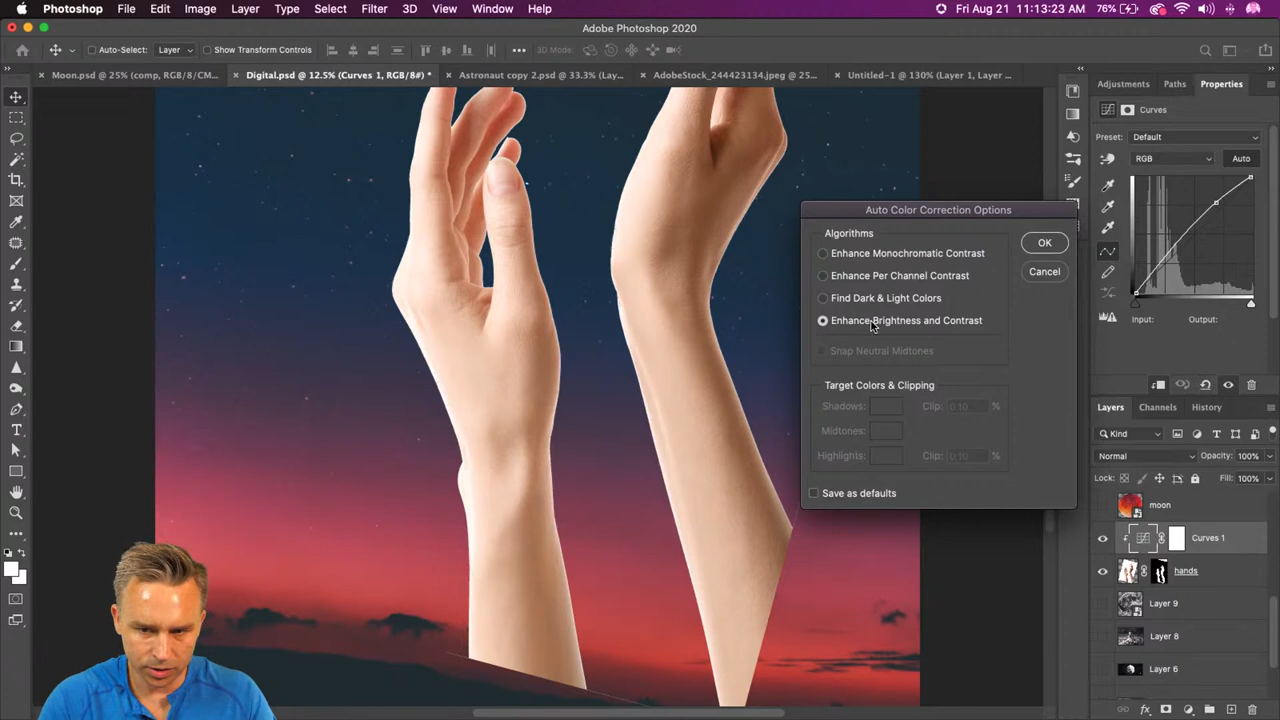 Photoshop File Edit Image Layer Type Select Filter 3D View Window Help Fri Aug 21 11:13:23 AM 76%
Adobe Photoshop 2020
Auto-Select: Layer Show Transform Controls 3D Mode:
Moon.psd @ 25% (comp, RGB/8/CM... Digital.psd @ 12.5% (Curves 1, RGB/8#) * Astronaut copy 2.psd @ 33.3% (Lay... AdobeStock_244423134.jpeg @ 25... Untitled-1 @ 130% (Layer 1, Layer ...
Adjustments Paths Properties
Curves
Preset: Default
RGB Auto
Input: Output:
Auto Color Correction Options
Algorithms
Enhance Monochromatic Contrast
Enhance Per Channel Contrast
Find Dark & Light Colors
Enhance Brightness and Contrast
Snap Neutral Midtones
OK
Cancel
Target Colors & Clipping
Shadows: Clip: 0.10 %
Midtones:
Highlights: Clip: 0.10 %
Save as defaults
Layers Channels History
Kind
Normal Opacity: 100%
Lock: Fill: 100%
moon
Curves 1
hands
Layer 9
Layer 8
Layer 6